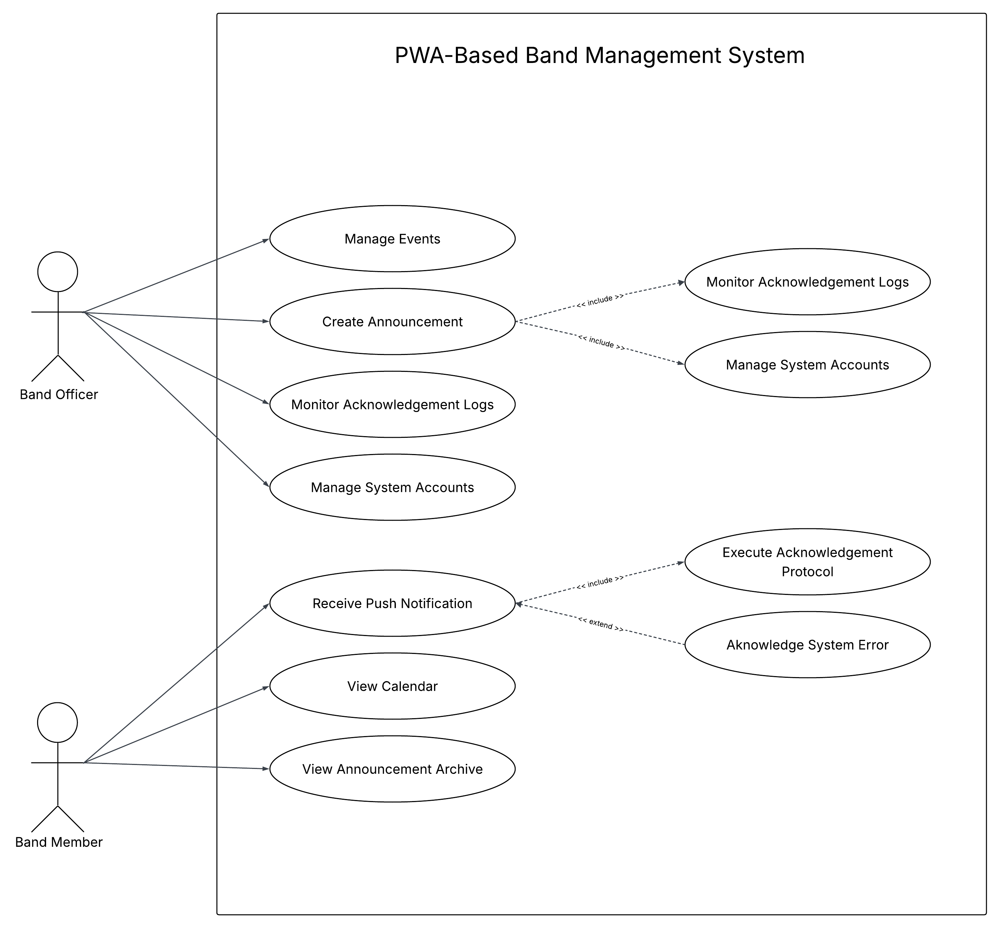 PWA-Based Band Management System
Manage Events
Monitor Acknowledgement Logs
<< include >>
Create Announcement
<< include >>
Manage System Accounts
Band Officer
Monitor Acknowledgement Logs
Manage System Accounts
Execute Acknowledgement
Protocol
<< include >>
Receive Push Notification
<< extend >>
Aknowledge System Error
View Calendar
View Announcement Archive
Band Member